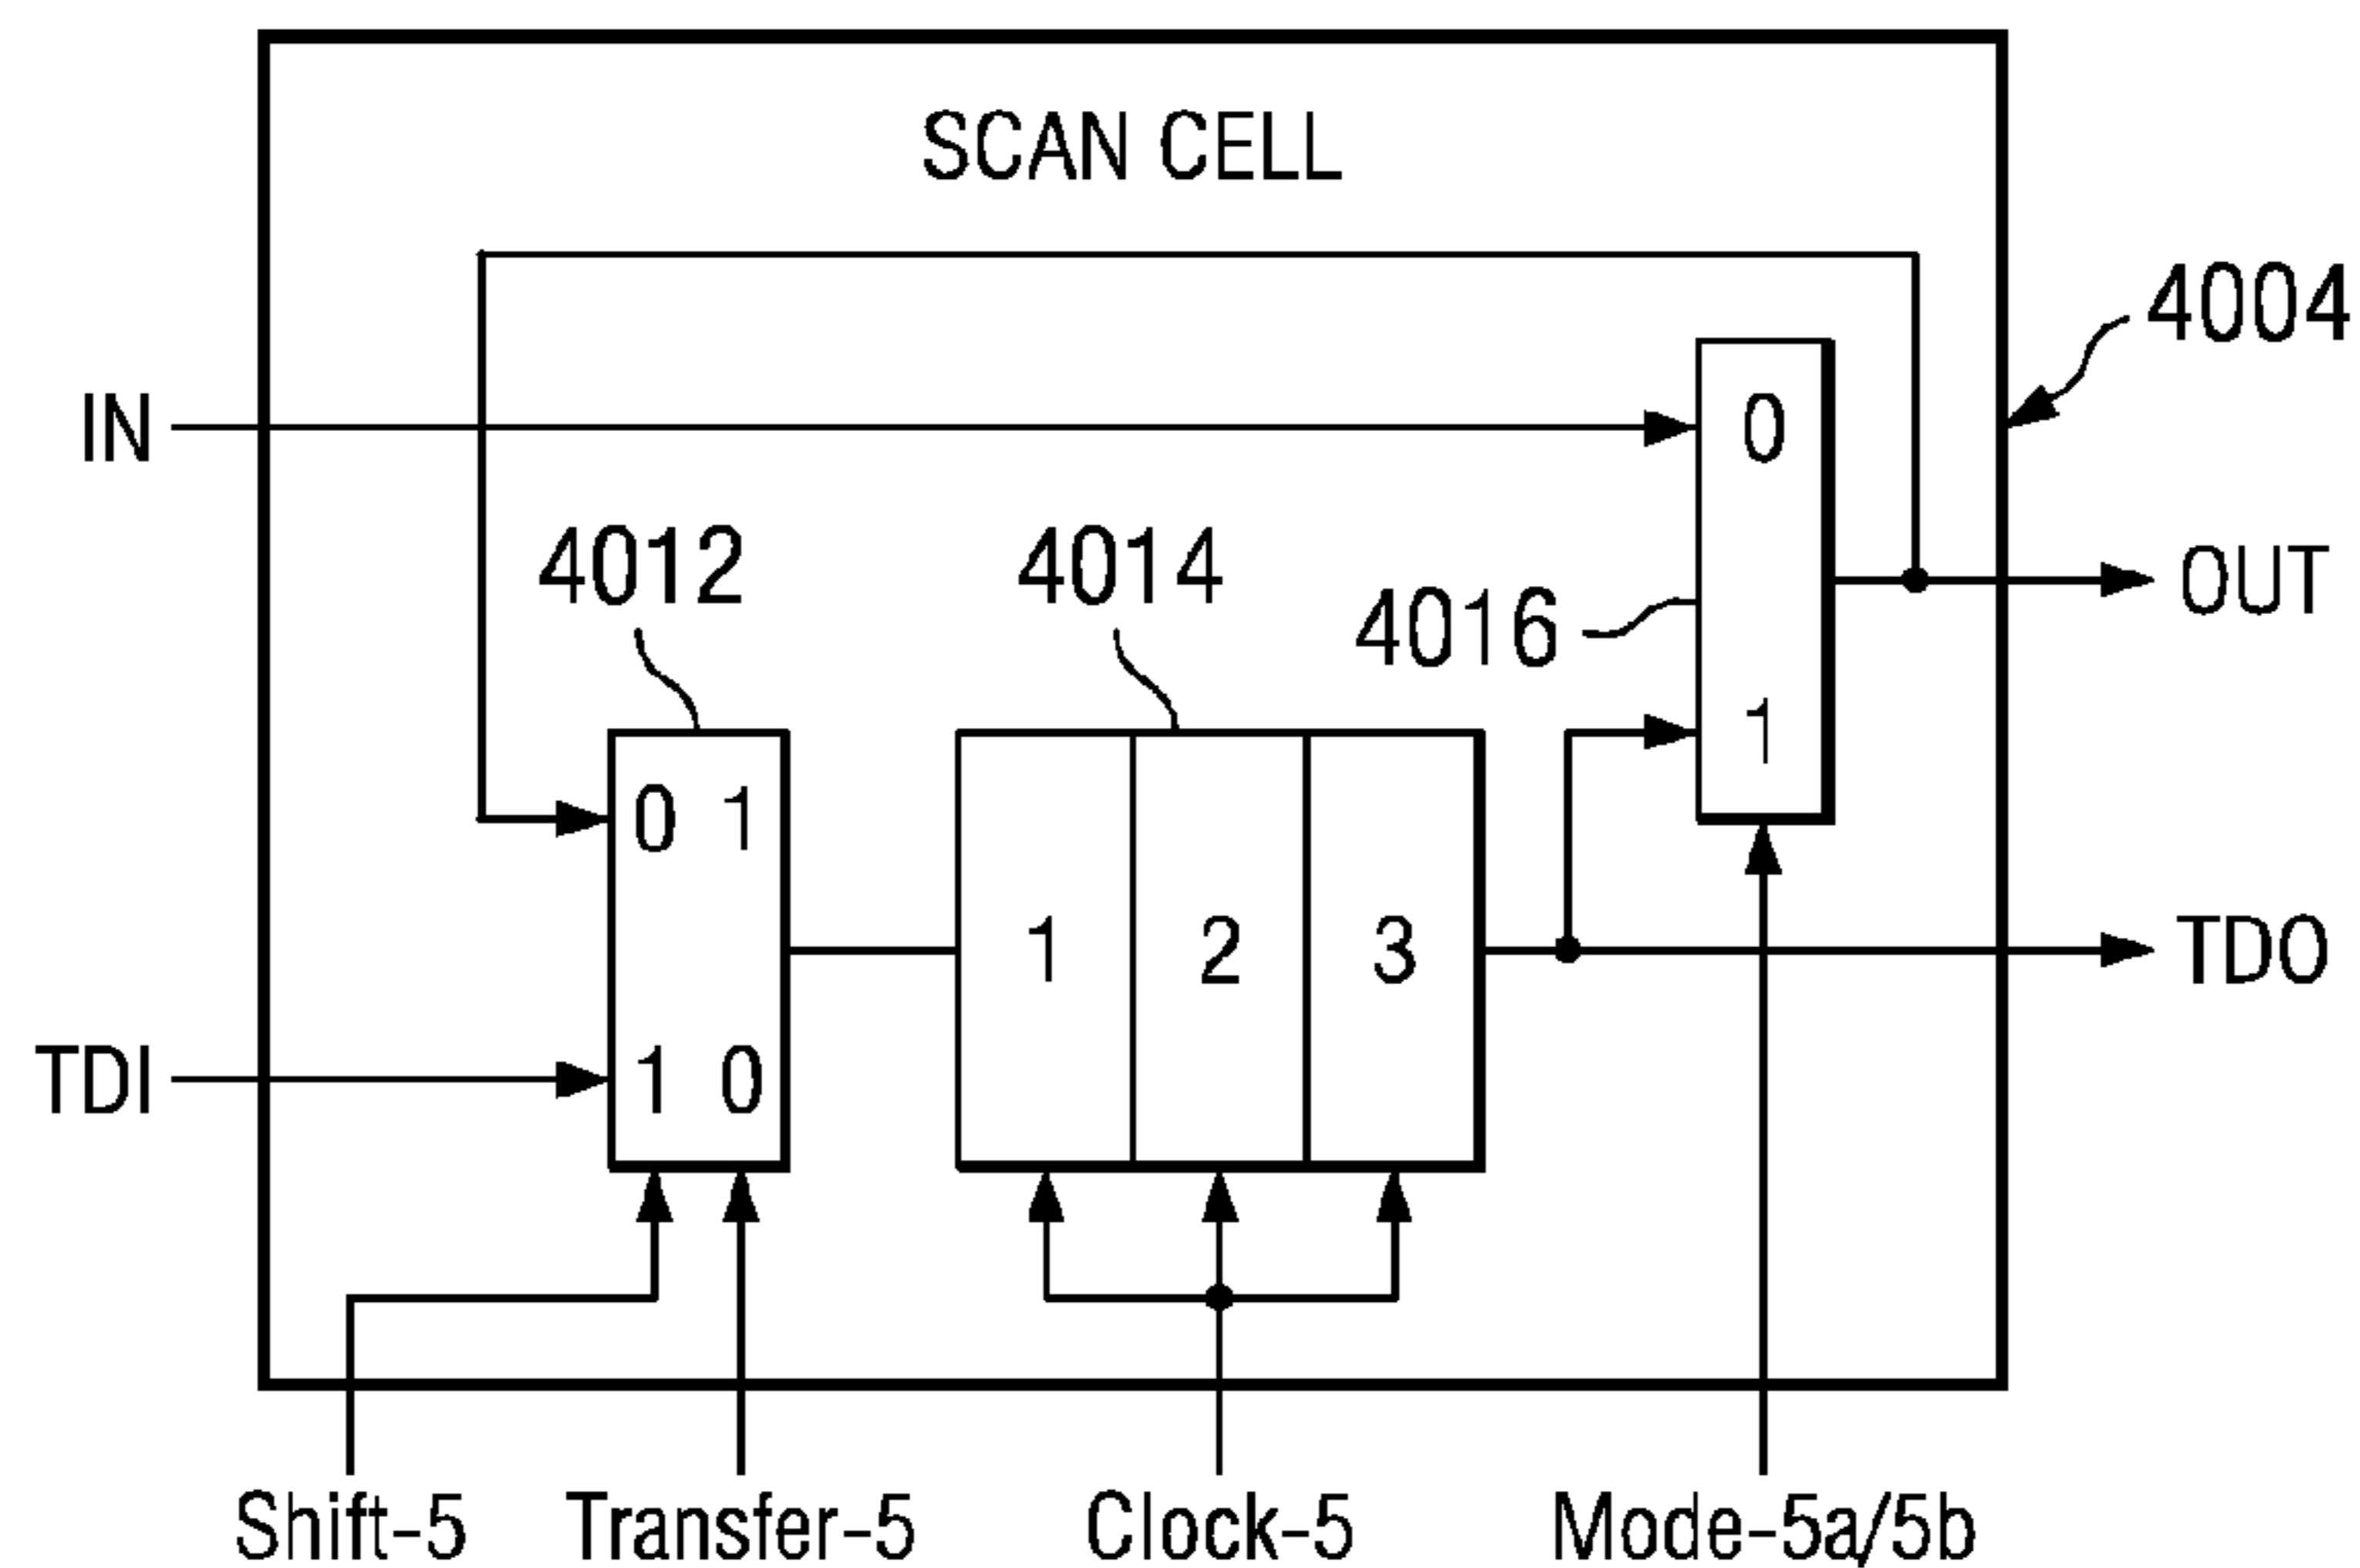 SCAN CELL
4004
IN
0
4012
4014
4016
OUT
1
0 1
1 2 3
TDO
TDI
1 0
Shift-5
Transfer-5
Clock-5
Mode-5a/5b